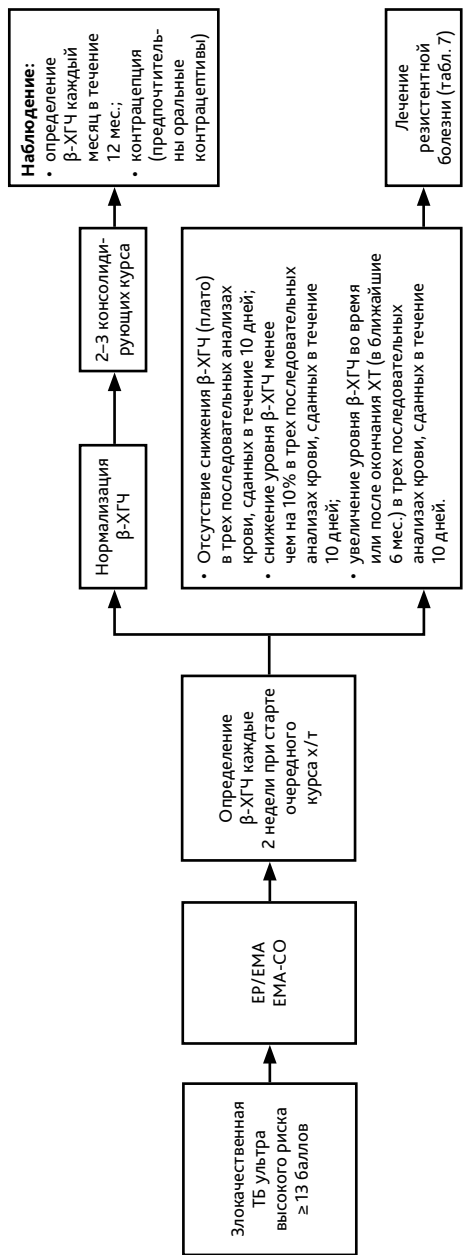 Злокачественная
ТБ ультра
высокого риска
≥ 13 баллов
EP/EMA
EMA-CO
Определение
β-ХГЧ каждые
2 недели при старте
очередного
курса х/т
Нормализация
β-ХГЧ
2–3 консолиди-
рующих курса
Наблюдение:
• определение
β-ХГЧ каждый
месяц в течение
12 мес.;
• контрацепция
(предпочтитель-
ны оральные
контрацептивы)
• Отсутствие снижения β-ХГЧ (плато)
в трех последовательных анализах
крови, сданных в течение 10 дней;
• снижение уровня β-ХГЧ менее
чем на 10% в трех последовательных
анализах крови, сданных в течение
10 дней;
• увеличение уровня β-ХГЧ во время
или после окончания ХТ (в ближайшие
6 мес.) в трех последовательных
анализах крови, сданных в течение
10 дней.
Лечение
резистентной
болезни (табл. 7)